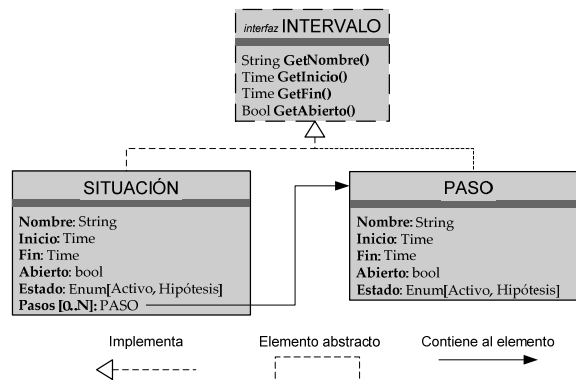 interfaz INTERVALO
String GetNombre()
Time GetInicio()
Time GetFin()
Bool GetAbierto()
SITUACIÓN
Nombre: String
Inicio: Time
Fin: Time
Abierto: bool
Estado: Enum[Activo, Hipótesis]
Pasos [0..N]: PASO
PASO
Nombre: String
Inicio: Time
Fin: Time
Abierto: bool
Estado: Enum[Activo, Hipótesis]
Implementa
Elemento abstracto
Contiene al elemento